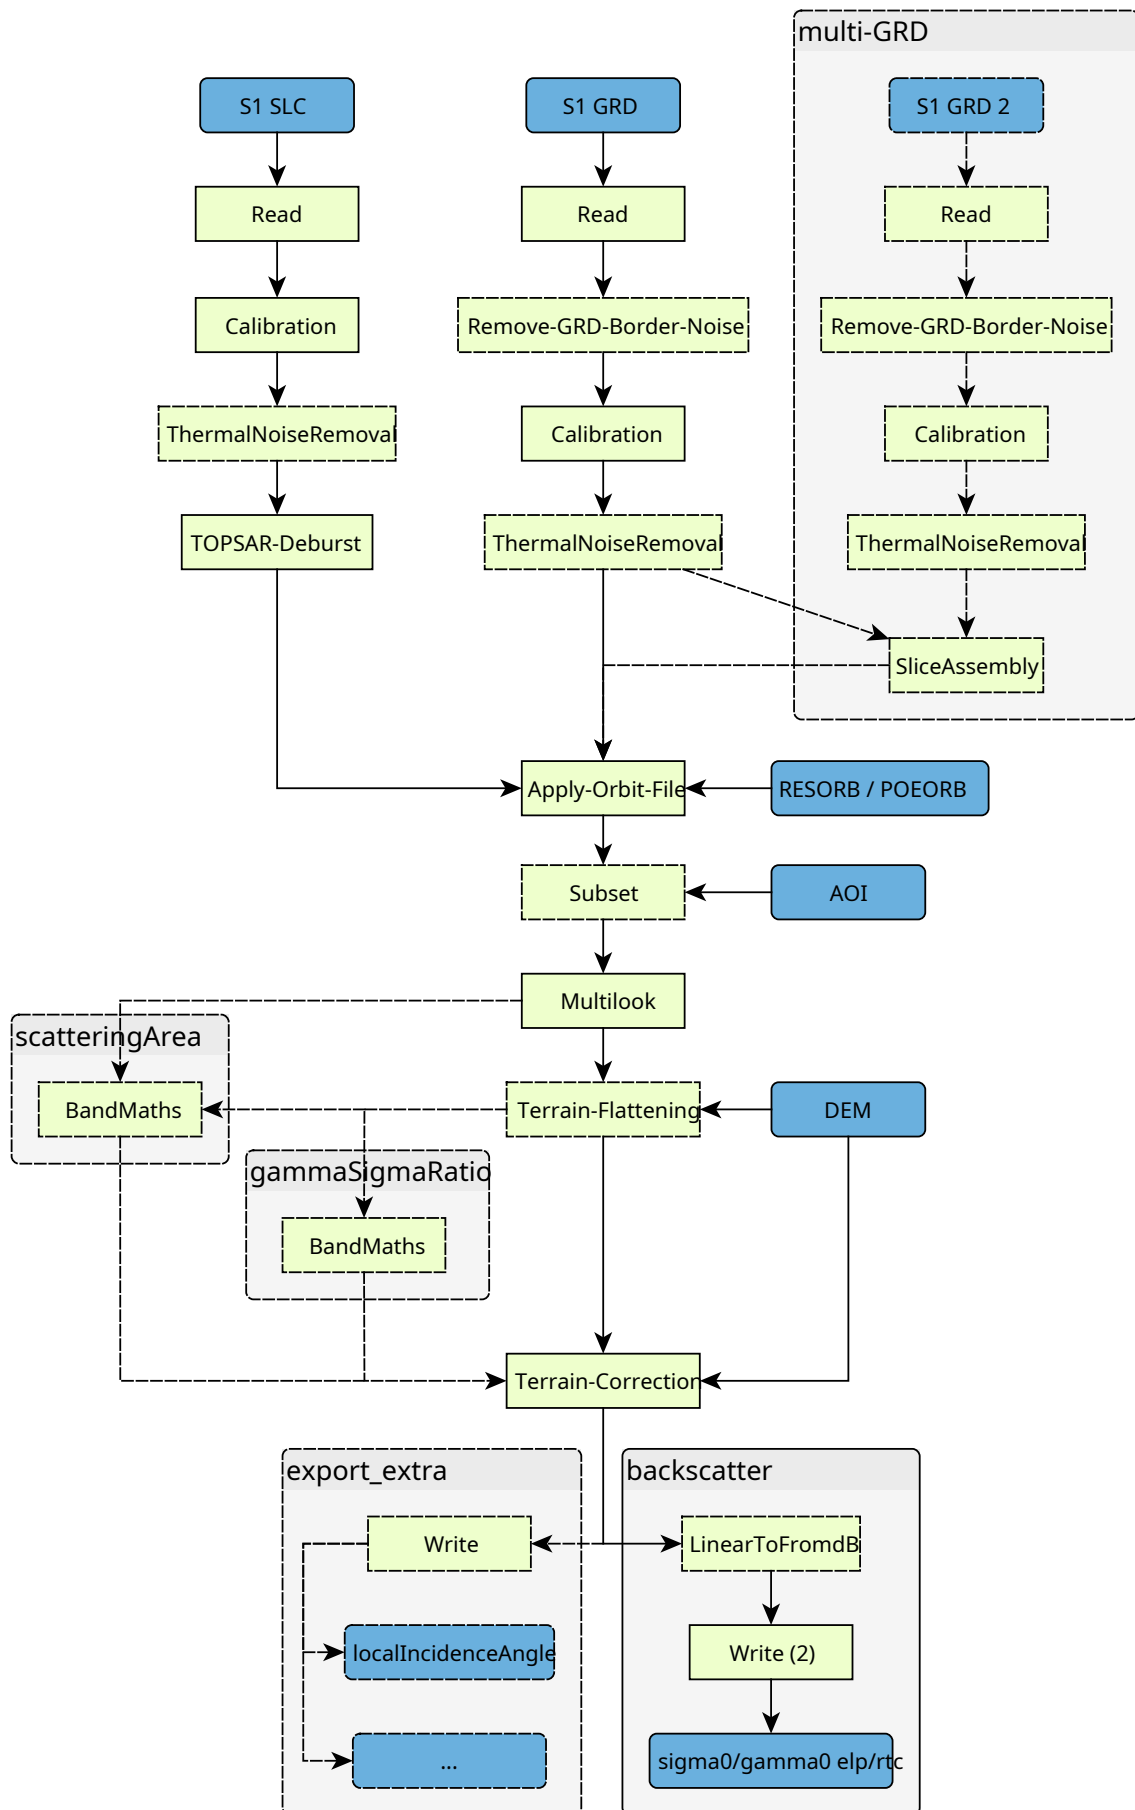 multi-GRD
S1 SLC
S1 GRD
S1 GRD 2
Read
Read
Read
Calibration
Remove-GRD-Border-Noise
Remove-GRD-Border-Noise
ThermalNoiseRemoval
Calibration
Calibration
TOPSAR-Deburst
ThermalNoiseRemoval
ThermalNoiseRemoval
SliceAssembly
Apply-Orbit-File
RESORB / POEORB
Subset
AOI
Multilook
scatteringArea
BandMaths
Terrain-Flattening
DEM
gammaSigmaRatio
BandMaths
Terrain-Correction
export_extra
backscatter
Write
LinearToFromdB
localIncidenceAngle
Write (2)
...
sigma0/gamma0 elp/rtc